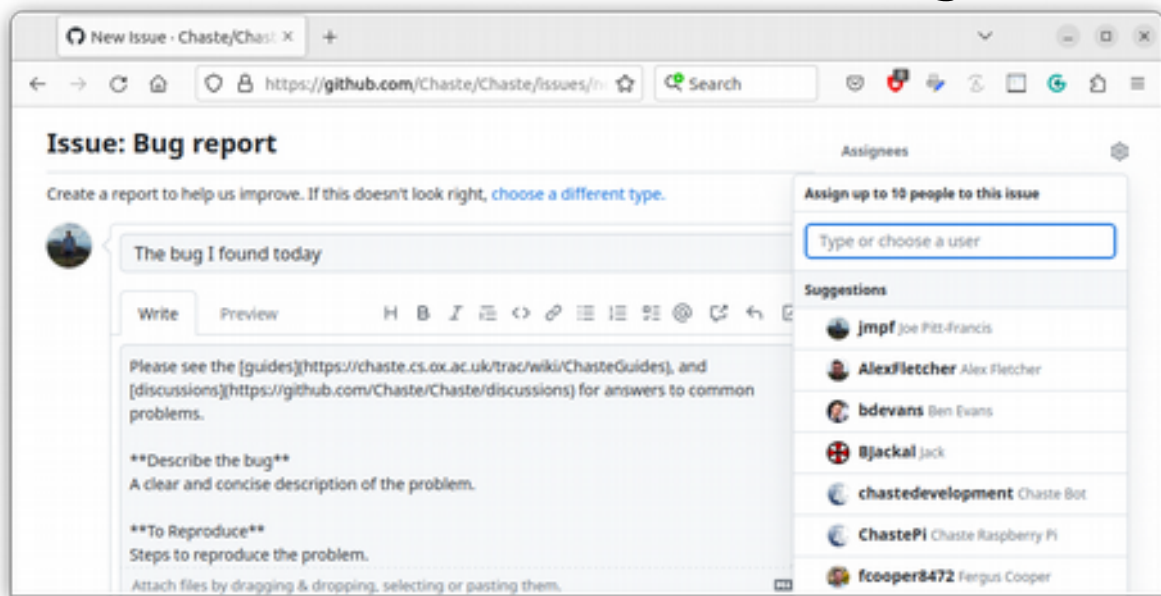 New Issue · Chaste/Chast
https://github.com/Chaste/Chaste/issues/n
Search
Issue: Bug report
Create a report to help us improve. If this doesn't look right, choose a different type.
The bug I found today
Write Preview
H B I
Please see the [guides](https://chaste.cs.ox.ac.uk/trac/wiki/ChasteGuides), and
[discussions](https://github.com/Chaste/Chaste/discussions) for answers to common
problems.
**Describe the bug**
A clear and concise description of the problem.
**To Reproduce**
Steps to reproduce the problem.
Attach files by dragging & dropping, selecting or pasting them.
Assignees
Assign up to 10 people to this issue
Type or choose a user
Suggestions
jmpf Joe Pitt-Francis
AlexFletcher Alex Fletcher
bdevans Ben Evans
BJackal Jack
chastedevelopment Chaste Bot
ChastePi Chaste Raspberry Pi
fcooper8472 Fergus Cooper